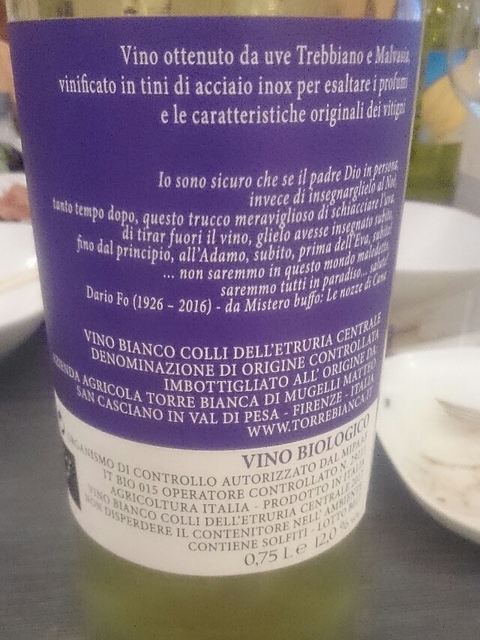 Vino ottenuto da uve Trebbiano e Malvasia,
vinificato in tini di acciaio inox per esaltare i profumi
e le caratteristiche originali dei vitigni
Io sono sicuro che se il padre Dio in persona,
invece di insegnarglielo al Noè,
tanto tempo dopo, questo trucco meraviglioso di schiacciare l'uva,
di tirar fuori il vino, glielo avesse insegnato subito,
fino dal principio, all'Adamo, subito, prima dell'Eva, subito!
... non saremmo in questo mondo maledetto,
saremmo tutti in paradiso... salute!
Dario Fo (1926 – 2016) - da Mistero buffo: Le nozze di Cana
VINO BIANCO COLLI DELL'ETRURIA CENTRALE
DENOMINAZIONE DI ORIGINE CONTROLLATA
IMBOTTIGLIATO ALL' ORIGINE DA
AZIENDA AGRICOLA TORRE BIANCA DI MUGELLI MATTEO
SAN CASCIANO IN VAL DI PESA - FIRENZE - ITALIA
WWW.TORREBIANCA.IT
VINO BIOLOGICO
ORGANISMO DI CONTROLLO AUTORIZZATO DAL MIPAAF
IT BIO 015 OPERATORE CONTROLLATO N.
AGRICOLTURA ITALIA - PRODOTTO IN ITALIA
VINO BIANCO COLLI DELL'ETRURIA CENTRALE
NON DISPERDERE IL CONTENITORE NELL' AMBIENTE
CONTIENE SOLFITI - LOTTO
0,75 L e 12,0 %